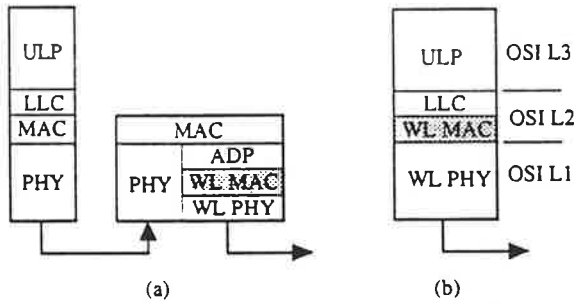 ULP
LLC
MAC
PHY
MAC
PHY
ADP
WL MAC
WL PHY
(a)
ULP
LLC
WL MAC
WL PHY
OSI L3
OSI L2
OSI L1
(b)